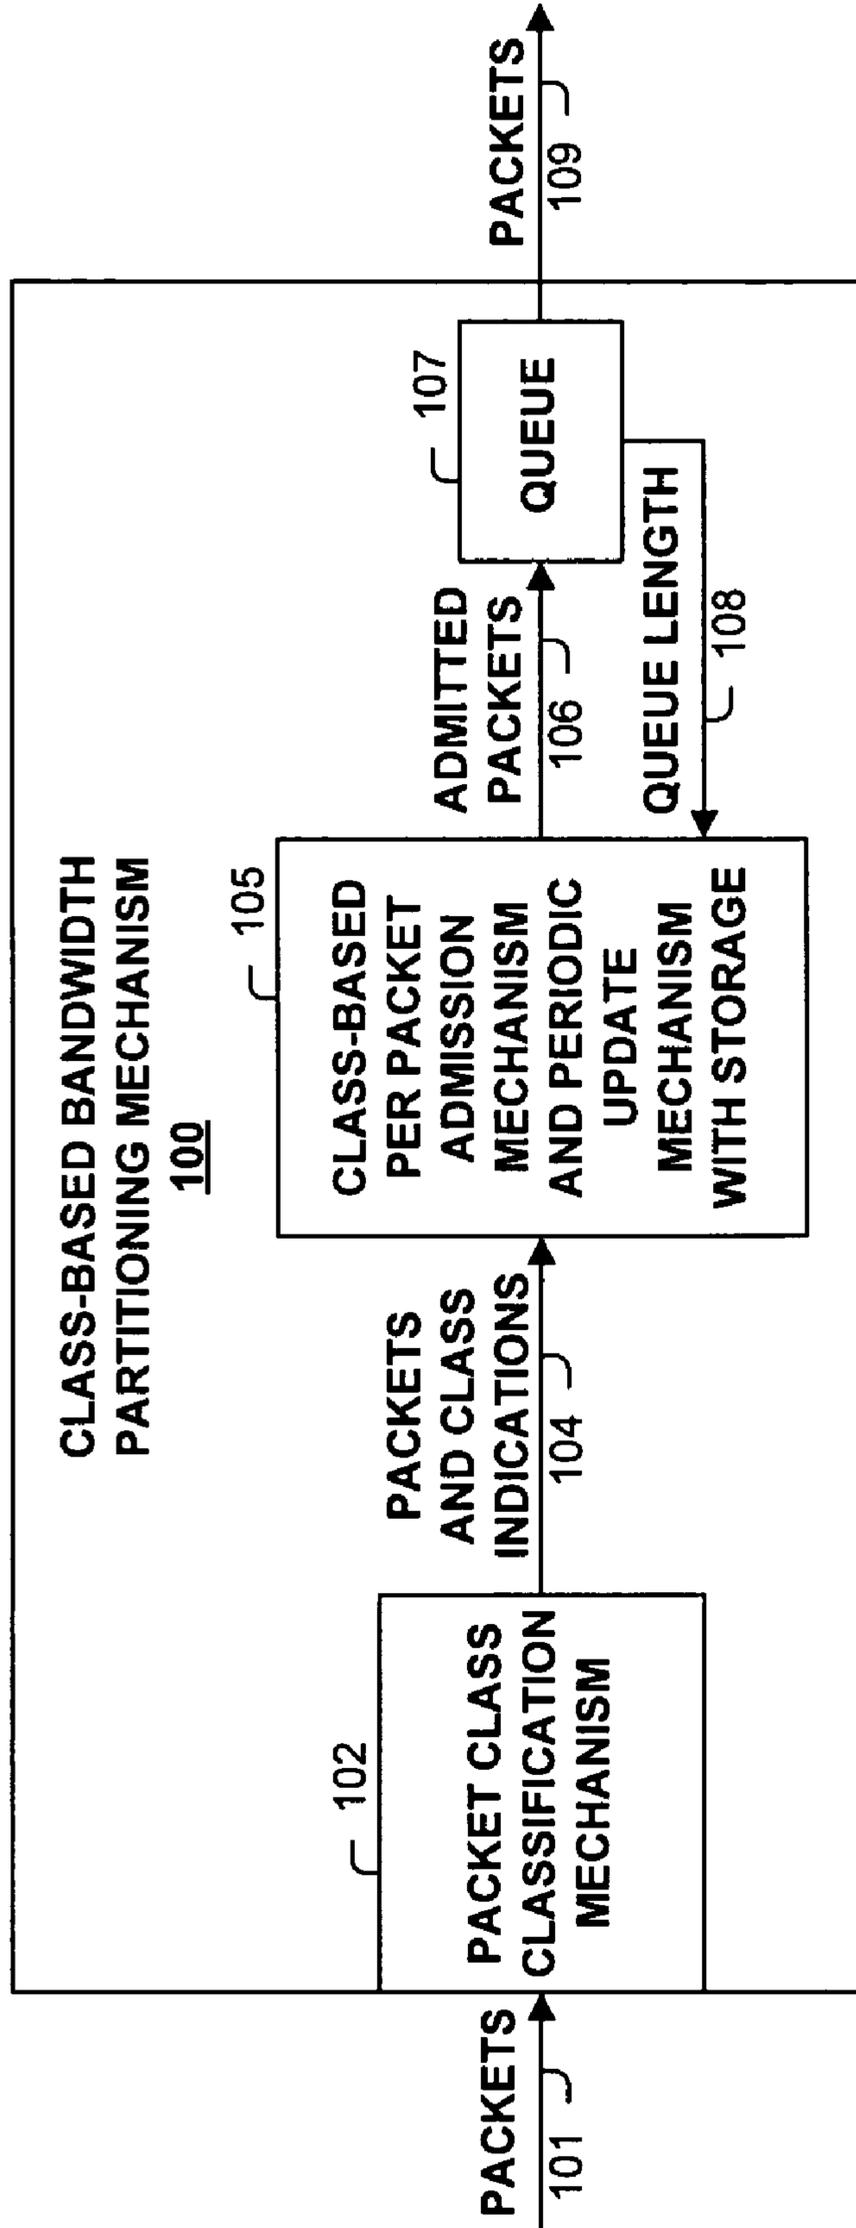 CLASS-BASED BANDWIDTH
PARTITIONING MECHANISM
100
PACKETS
101
102
PACKET CLASS
CLASSIFICATION
MECHANISM
PACKETS
AND CLASS
INDICATIONS
104
105
CLASS-BASED
PER PACKET
ADMISSION
MECHANISM
AND PERIODIC
UPDATE
MECHANISM
WITH STORAGE
ADMITTED
PACKETS
106
107
QUEUE
QUEUE LENGTH
108
PACKETS
109